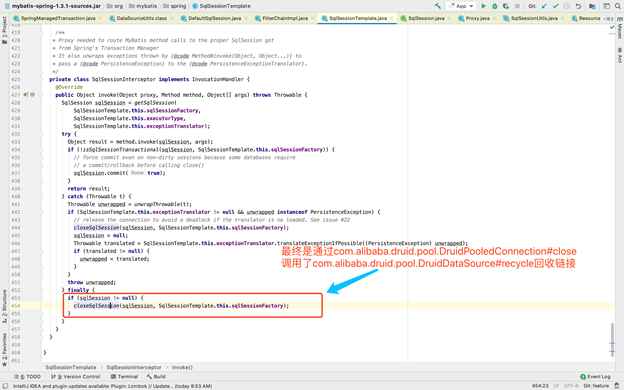 mybatis-spring-1.3.1-sources.jar org mybatis spring SqlSessionTemplate
App
Git:
SpringManagedTransaction.java DataSourceUtils.class DefaultSqlSession.java FilterChainImpl.java SqlSessionTemplate.java SqlSession.java Proxy.java SqlSessionUtils.java Resource
/**
* Proxy needed to route MyBatis method calls to the proper SqlSession got
* from Spring's Transaction Manager
* It also unwraps exceptions thrown by {@code Method#invoke(Object, Object...)} to
* pass a {@code PersistenceException} to the {@code PersistenceExceptionTranslator}.
*/
425 private class SqlSessionInterceptor implements InvocationHandler {
426 @Override
427 public Object invoke(Object proxy, Method method, Object[] args) throws Throwable {
428 SqlSession sqlSession = getSqlSession(
429 SqlSessionTemplate.this.sqlSessionFactory,
430 SqlSessionTemplate.this.executorType,
431 SqlSessionTemplate.this.exceptionTranslator);
432 try {
433 Object result = method.invoke(sqlSession, args);
434 if (!isSqlSessionTransactional(sqlSession, SqlSessionTemplate.this.sqlSessionFactory)) {
435 // force commit even on non-dirty sessions because some databases require
436 // a commit/rollback before calling close()
437 sqlSession.commit( force: true);
438 }
439 return result;
440 } catch (Throwable t) {
441 Throwable unwrapped = unwrapThrowable(t);
442 if (SqlSessionTemplate.this.exceptionTranslator != null && unwrapped instanceof PersistenceException) {
443 // release the connection to avoid a deadlock if the translator is no loaded. See issue #22
444 closeSqlSession(sqlSession, SqlSessionTemplate.this.sqlSessionFactory);
445 sqlSession = null;
446 Throwable translated = SqlSessionTemplate.this.exceptionTranslator.translateExceptionIfPossible((PersistenceException) unwrapped);
447 if (translated != null) {
448 unwrapped = translated;
449 }
450 }
451 throw unwrapped;
452 } finally {
453 if (sqlSession != null) {
454 closeSqlSession(sqlSession, SqlSessionTemplate.this.sqlSessionFactory);
455 }
456 }
457 }
458 }
459
460 }
461
最终是通过com.alibaba.druid.pool.DruidPooledConnection#close
调用了com.alibaba.druid.pool.DruidDataSource#recycle回收链接
1: Project
7: Structure
2: Favorites
Maven
Ant
SqlSessionTemplate SqlSessionInterceptor invoke()
6: TODO 9: Version Control Terminal Build Event Log
IntelliJ IDEA and plugin updates available: Plugin: Lombok // Update... (today 9:53 AM) 454:23 LF UTF-8 Git: feature